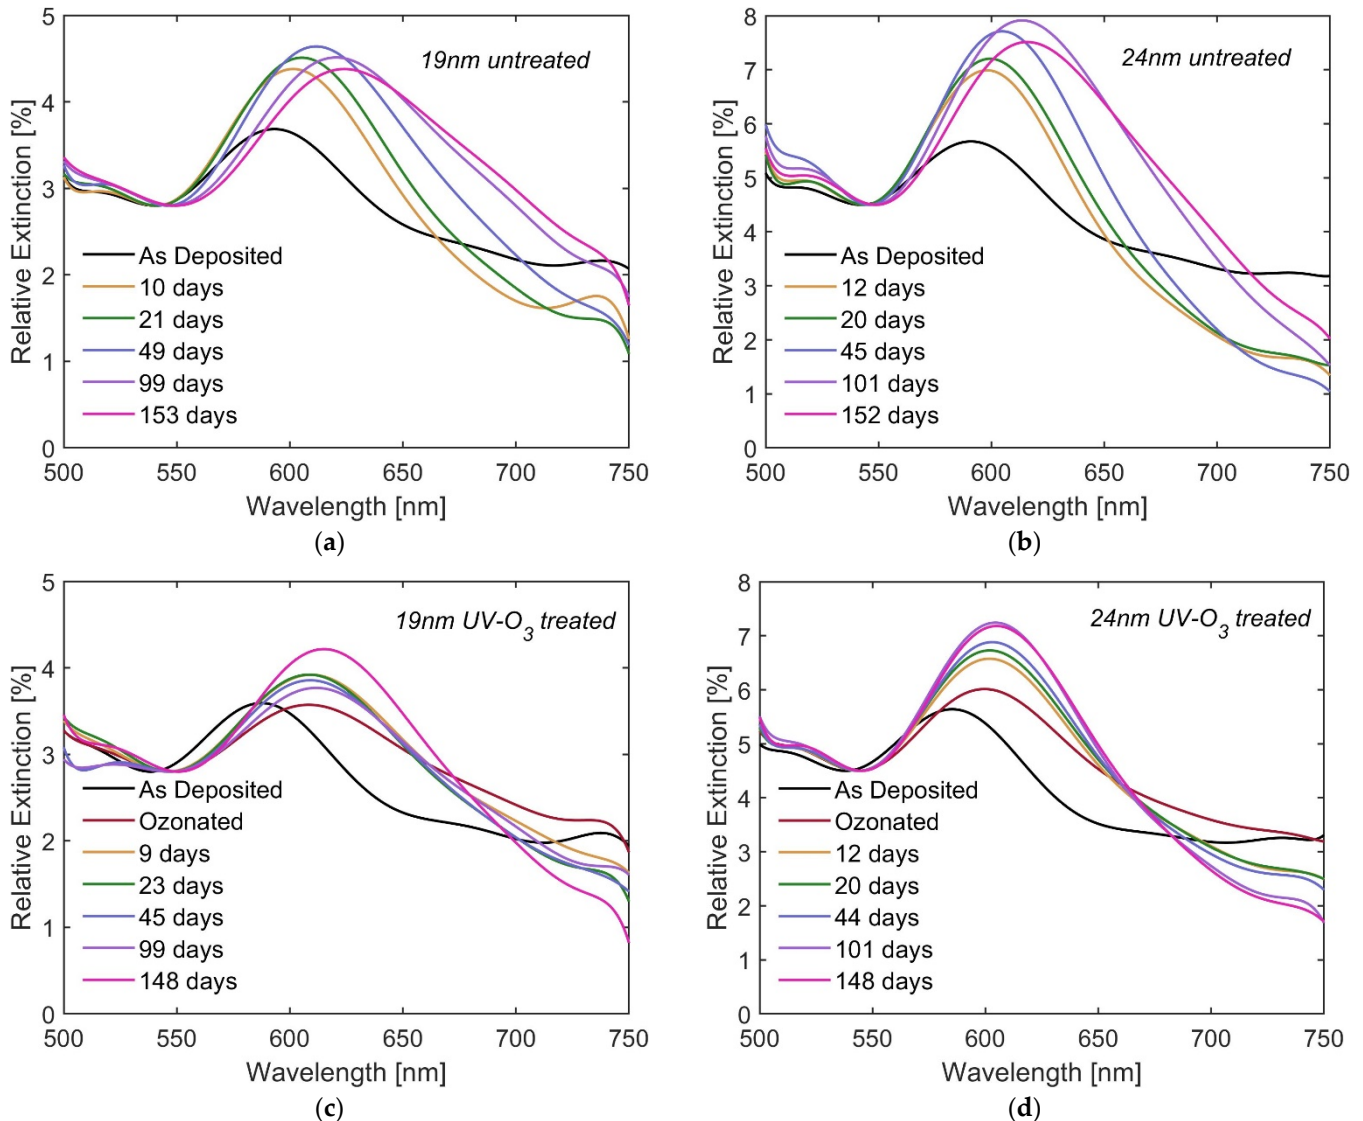 5
4
3
2
1
0
Relative Extinction [%]
19nm untreated
As Deposited
10 days
21 days
49 days
99 days
153 days
500
550
600
650
700
750
Wavelength [nm]
(a)
8
7
6
5
4
3
2
1
0
Relative Extinction [%]
24nm untreated
As Deposited
12 days
20 days
45 days
101 days
152 days
500
550
600
650
700
750
Wavelength [nm]
(b)
5
4
3
2
1
0
Relative Extinction [%]
19nm UV-O3 treated
As Deposited
Ozonated
9 days
23 days
45 days
99 days
148 days
500
550
600
650
700
750
Wavelength [nm]
(c)
8
7
6
5
4
3
2
1
0
Relative Extinction [%]
24nm UV-O3 treated
As Deposited
Ozonated
12 days
20 days
44 days
101 days
148 days
500
550
600
650
700
750
Wavelength [nm]
(d)